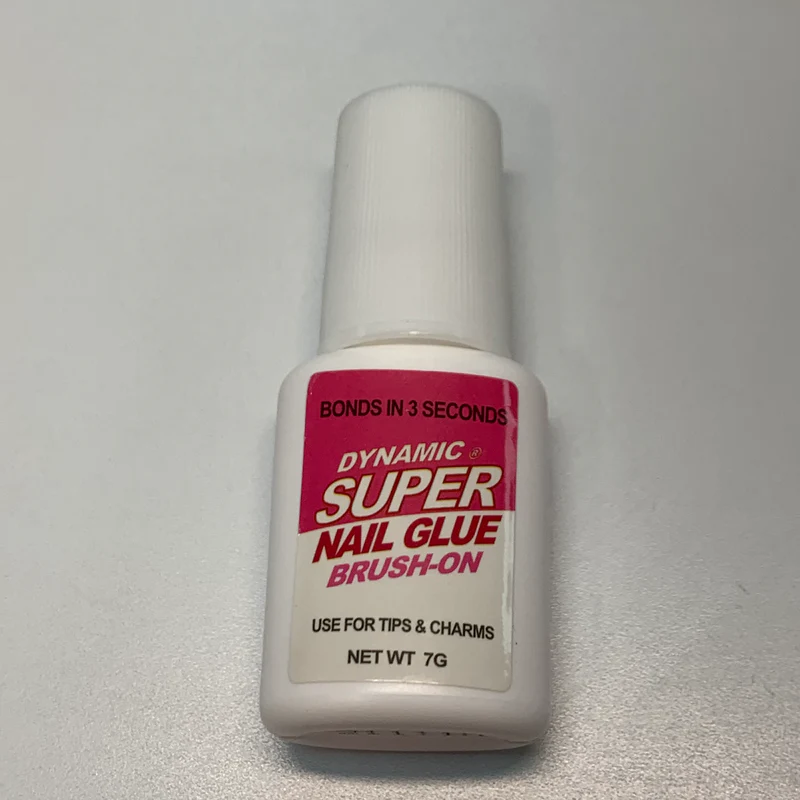 BONDS IN 3 SECONDS
DYNAMIC ®
SUPER
NAIL GLUE
BRUSH-ON
USE FOR TIPS & CHARMS
NET WT 7G